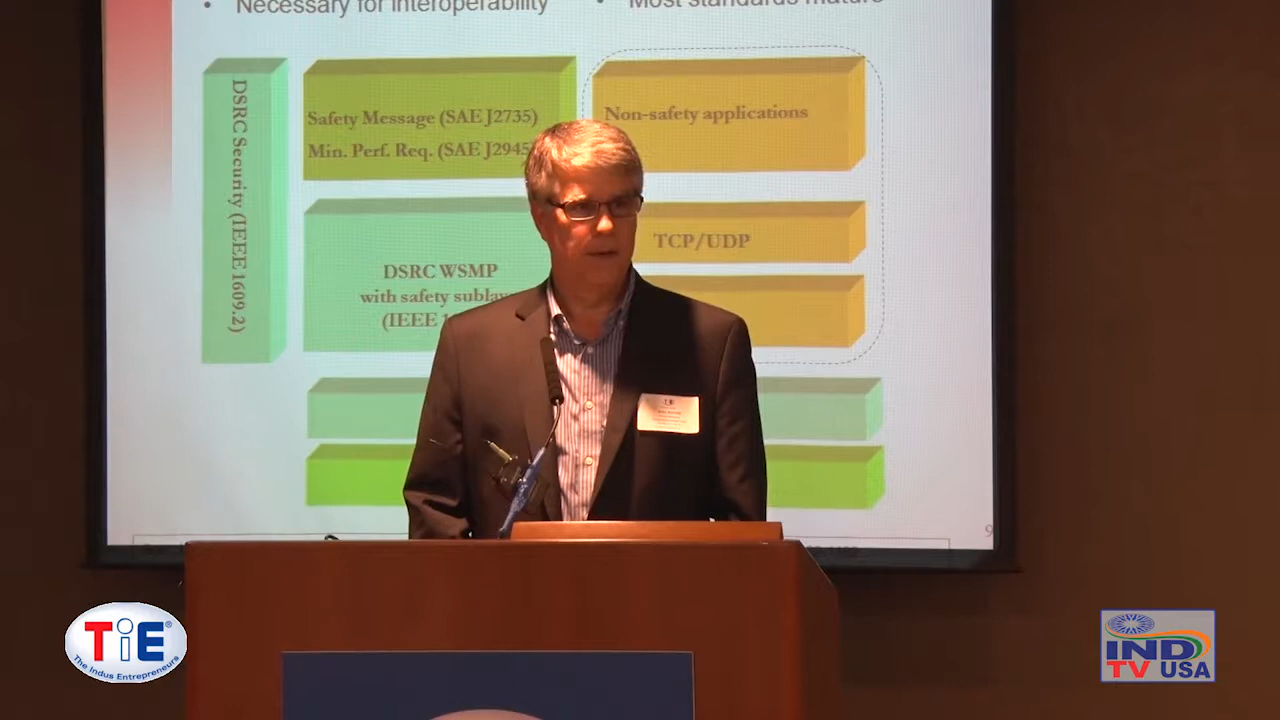 • Necessary for interoperability
• Most standards mature
DSRC Security (IEEE 1609.2)
Safety Message (SAE J2735)
Min. Perf. Req. (SAE J2945
Non-safety applications
DSRC WSMP
with safety sublay
(IEEE 1
TCP/UDP
9
TiE®
The Indus Entrepreneurs
IND
TV USA